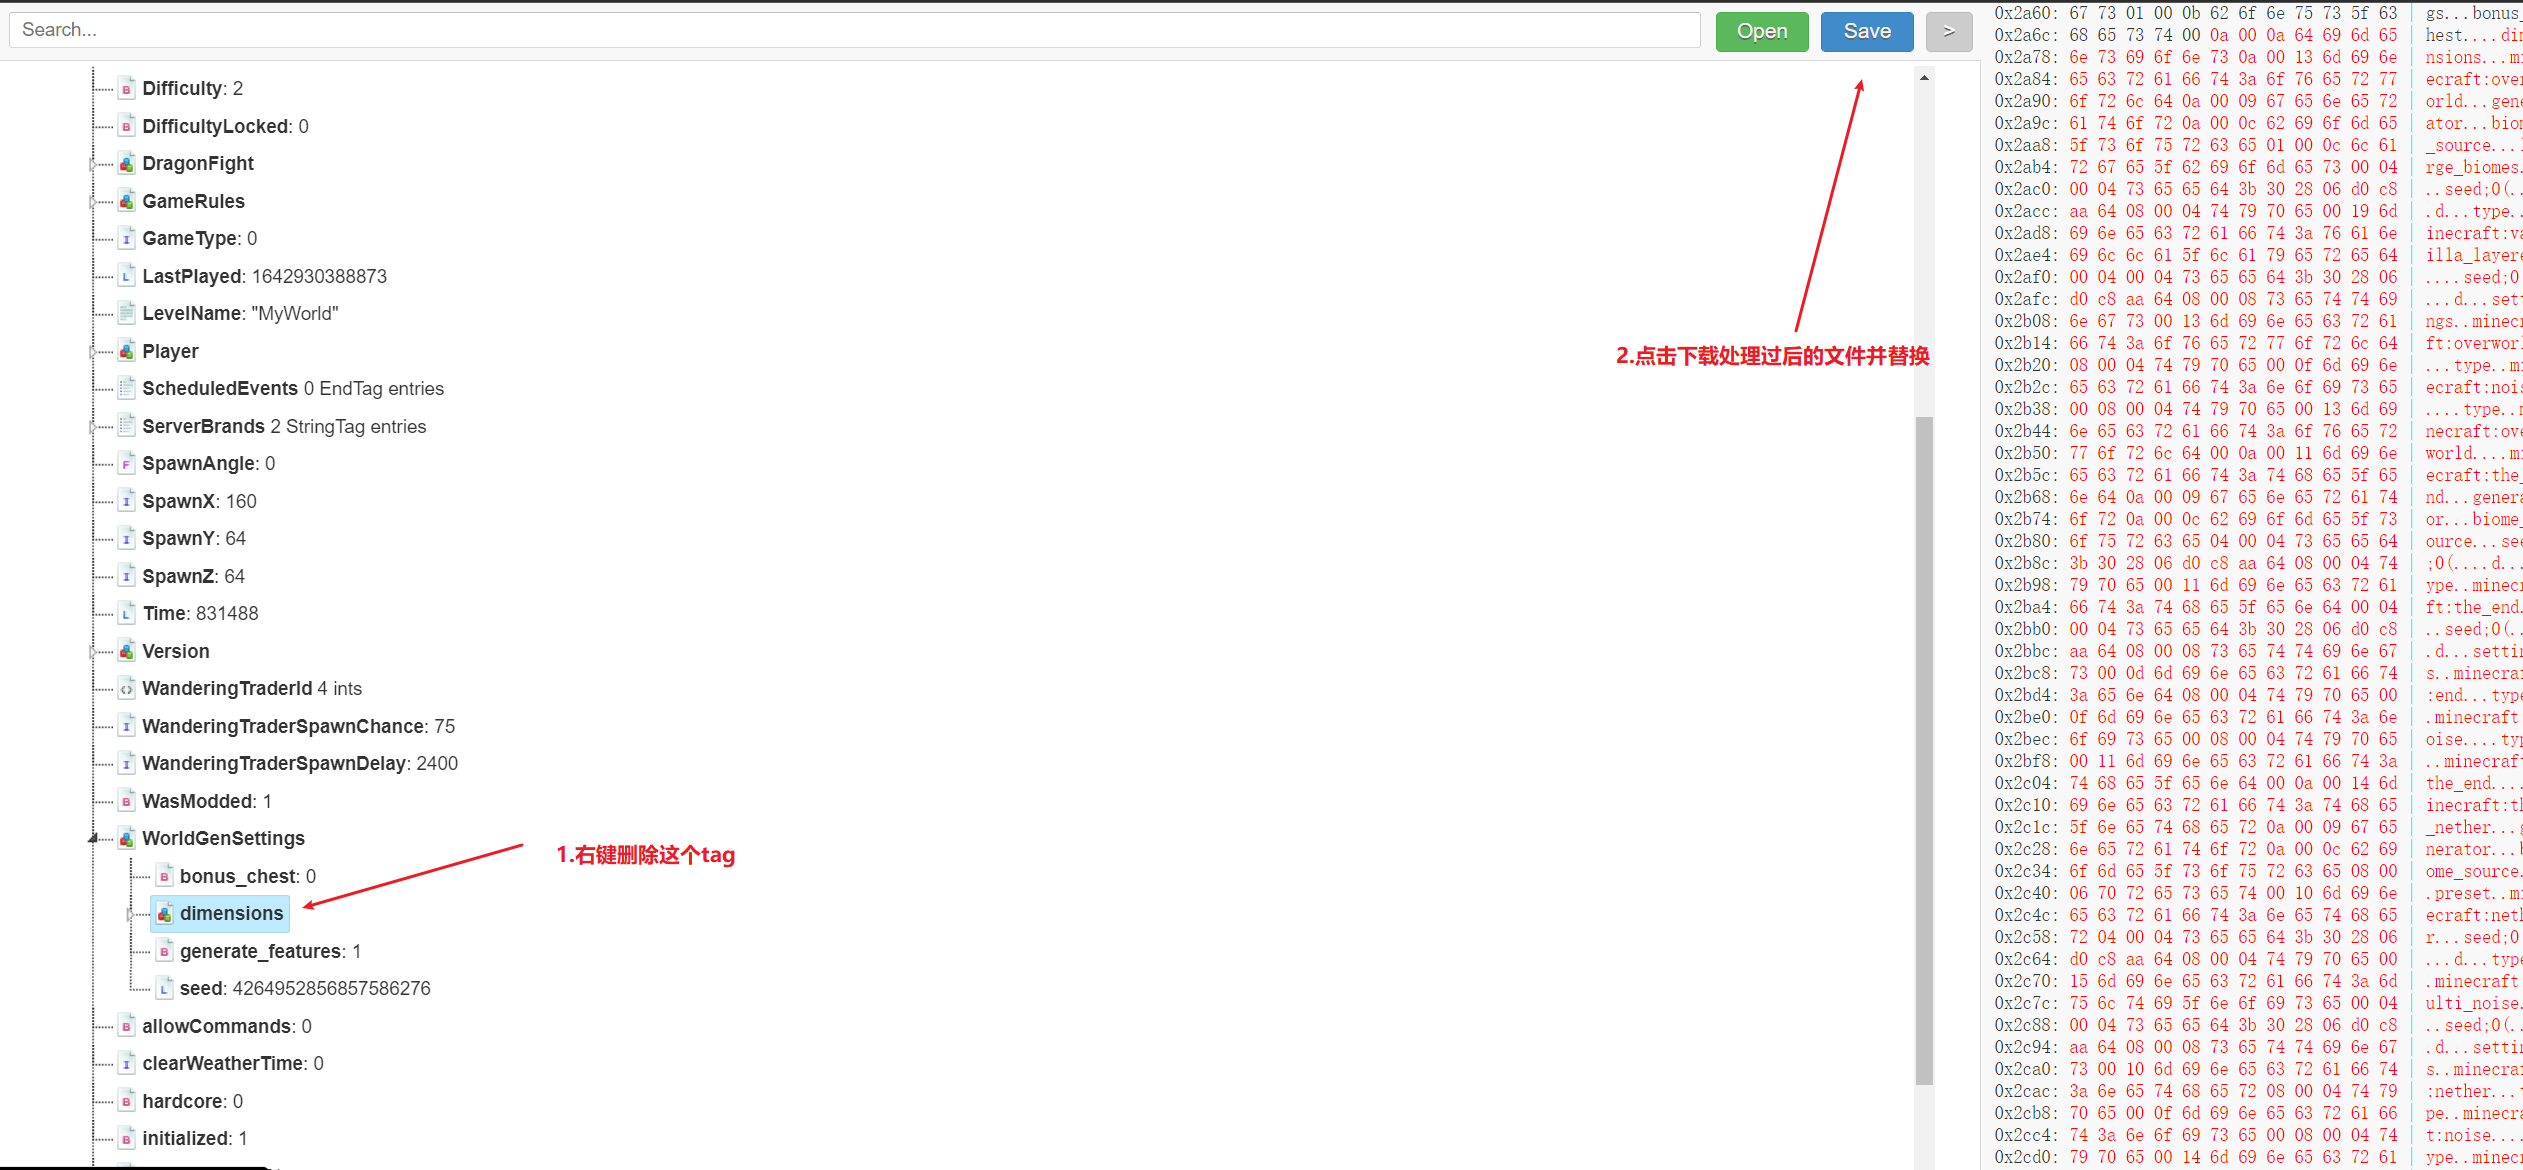 Search...
Open
Save
>
Difficulty: 2
DifficultyLocked: 0
DragonFight
GameRules
GameType: 0
LastPlayed: 1642930388873
LevelName: "MyWorld"
Player
ScheduledEvents 0 EndTag entries
ServerBrands 2 StringTag entries
SpawnAngle: 0
SpawnX: 160
SpawnY: 64
SpawnZ: 64
Time: 831488
Version
WanderingTraderId 4 ints
WanderingTraderSpawnChance: 75
WanderingTraderSpawnDelay: 2400
WasModded: 1
WorldGenSettings
bonus_chest: 0
dimensions
generate_features: 1
seed: 4264952856857586276
allowCommands: 0
clearWeatherTime: 0
hardcore: 0
initialized: 1
1.右键删除这个tag
2.点击下载处理过后的文件并替换
0x2a60: 67 73 01 00 0b 62 6f 6e 75 73 5f 63 | gs...bonus_
0x2a6c: 68 65 73 74 00 0a 00 0a 64 69 6d 65 | hest....di
0x2a78: 6e 73 69 6f 6e 73 0a 00 13 6d 69 6e | nsions...m
0x2a84: 65 63 72 61 66 74 3a 6f 76 65 72 77 | ecraft:over
0x2a90: 6f 72 6c 64 0a 00 09 67 65 6e 65 72 | orld...gene
0x2a9c: 61 74 6f 72 0a 00 0c 62 69 6f 6d 65 | ator...bio
0x2aa8: 5f 73 6f 75 72 63 65 01 00 0c 6c 61 | _source...l
0x2ab4: 72 67 65 5f 62 69 6f 6d 65 73 00 04 | rge_biomes.
0x2ac0: 00 04 73 65 65 64 3b 30 28 06 d0 c8 | ..seed;0(..
0x2acc: aa 64 08 00 04 74 79 70 65 00 19 6d | .d...type..
0x2ad8: 69 6e 65 63 72 61 66 74 3a 76 61 6e | inecraft:va
0x2ae4: 69 6c 6c 61 5f 6c 61 79 65 72 65 64 | illa_layere
0x2af0: 00 04 00 04 73 65 65 64 3b 30 28 06 | ....seed;0
0x2afc: d0 c8 aa 64 08 00 08 73 65 74 74 69 | ...d...set
0x2b08: 6e 67 73 00 13 6d 69 6e 65 63 72 61 | ngs..minec
0x2b14: 66 74 3a 6f 76 65 72 77 6f 72 6c 64 | ft:overwor
0x2b20: 08 00 04 74 79 70 65 00 0f 6d 69 6e | ...type..m
0x2b2c: 65 63 72 61 66 74 3a 6e 6f 69 73 65 | ecraft:noi
0x2b38: 00 08 00 04 74 79 70 65 00 13 6d 69 | ....type..
0x2b44: 6e 65 63 72 61 66 74 3a 6f 76 65 72 | necraft:ov
0x2b50: 77 6f 72 6c 64 00 0a 00 11 6d 69 6e | world....m
0x2b5c: 65 63 72 61 66 74 3a 74 68 65 5f 65 | ecraft:the_
0x2b68: 6e 64 0a 00 09 67 65 6e 65 72 61 74 | nd...genera
0x2b74: 6f 72 0a 00 0c 62 69 6f 6d 65 5f 73 | or...biome_
0x2b80: 6f 75 72 63 65 04 00 04 73 65 65 64 | ource...see
0x2b8c: 3b 30 28 06 d0 c8 aa 64 08 00 04 74 | ;0(....d...
0x2b98: 79 70 65 00 11 6d 69 6e 65 63 72 61 | ype..minecr
0x2ba4: 66 74 3a 74 68 65 5f 65 6e 64 00 04 | ft:the_end.
0x2bb0: 00 04 73 65 65 64 3b 30 28 06 d0 c8 | ..seed;0(..
0x2bbc: aa 64 08 00 08 73 65 74 74 69 6e 67 | .d...settin
0x2bc8: 73 00 0d 6d 69 6e 65 63 72 61 66 74 | s..minecra
0x2bd4: 3a 65 6e 64 08 00 04 74 79 70 65 00 | :end...type
0x2be0: 0f 6d 69 6e 65 63 72 61 66 74 3a 6e | .minecraft
0x2bec: 6f 69 73 65 00 08 00 04 74 79 70 65 | oise....typ
0x2bf8: 00 11 6d 69 6e 65 63 72 61 66 74 3a | ..minecraft
0x2c04: 74 68 65 5f 65 6e 64 00 0a 00 14 6d | the_end....
0x2c10: 69 6e 65 63 72 61 66 74 3a 74 68 65 | inecraft:th
0x2c1c: 5f 6e 65 74 68 65 72 0a 00 09 67 65 | _nether...g
0x2c28: 6e 65 72 61 74 6f 72 0a 00 0c 62 69 | nerator...b
0x2c34: 6f 6d 65 5f 73 6f 75 72 63 65 08 00 | ome_source.
0x2c40: 06 70 72 65 73 65 74 00 10 6d 69 6e | .preset..m
0x2c4c: 65 63 72 61 66 74 3a 6e 65 74 68 65 | ecraft:net
0x2c58: 72 04 00 04 73 65 65 64 3b 30 28 06 | r...seed;0
0x2c64: d0 c8 aa 64 08 00 04 74 79 70 65 00 | ...d...type
0x2c70: 15 6d 69 6e 65 63 72 61 66 74 3a 6d | .minecraft
0x2c7c: 75 6c 74 69 5f 6e 6f 69 73 65 00 04 | ulti_noise.
0x2c88: 00 04 73 65 65 64 3b 30 28 06 d0 c8 | ..seed;0(..
0x2c94: aa 64 08 00 08 73 65 74 74 69 6e 67 | .d...settin
0x2ca0: 73 00 10 6d 69 6e 65 63 72 61 66 74 | s..minecra
0x2cac: 3a 6e 65 74 68 65 72 08 00 04 74 79 | :nether...
0x2cb8: 70 65 00 0f 6d 69 6e 65 63 72 61 66 | pe..minecra
0x2cc4: 74 3a 6e 6f 69 73 65 00 08 00 04 74 | t:noise....
0x2cd0: 79 70 65 00 14 6d 69 6e 65 63 72 61 | ype..minecr